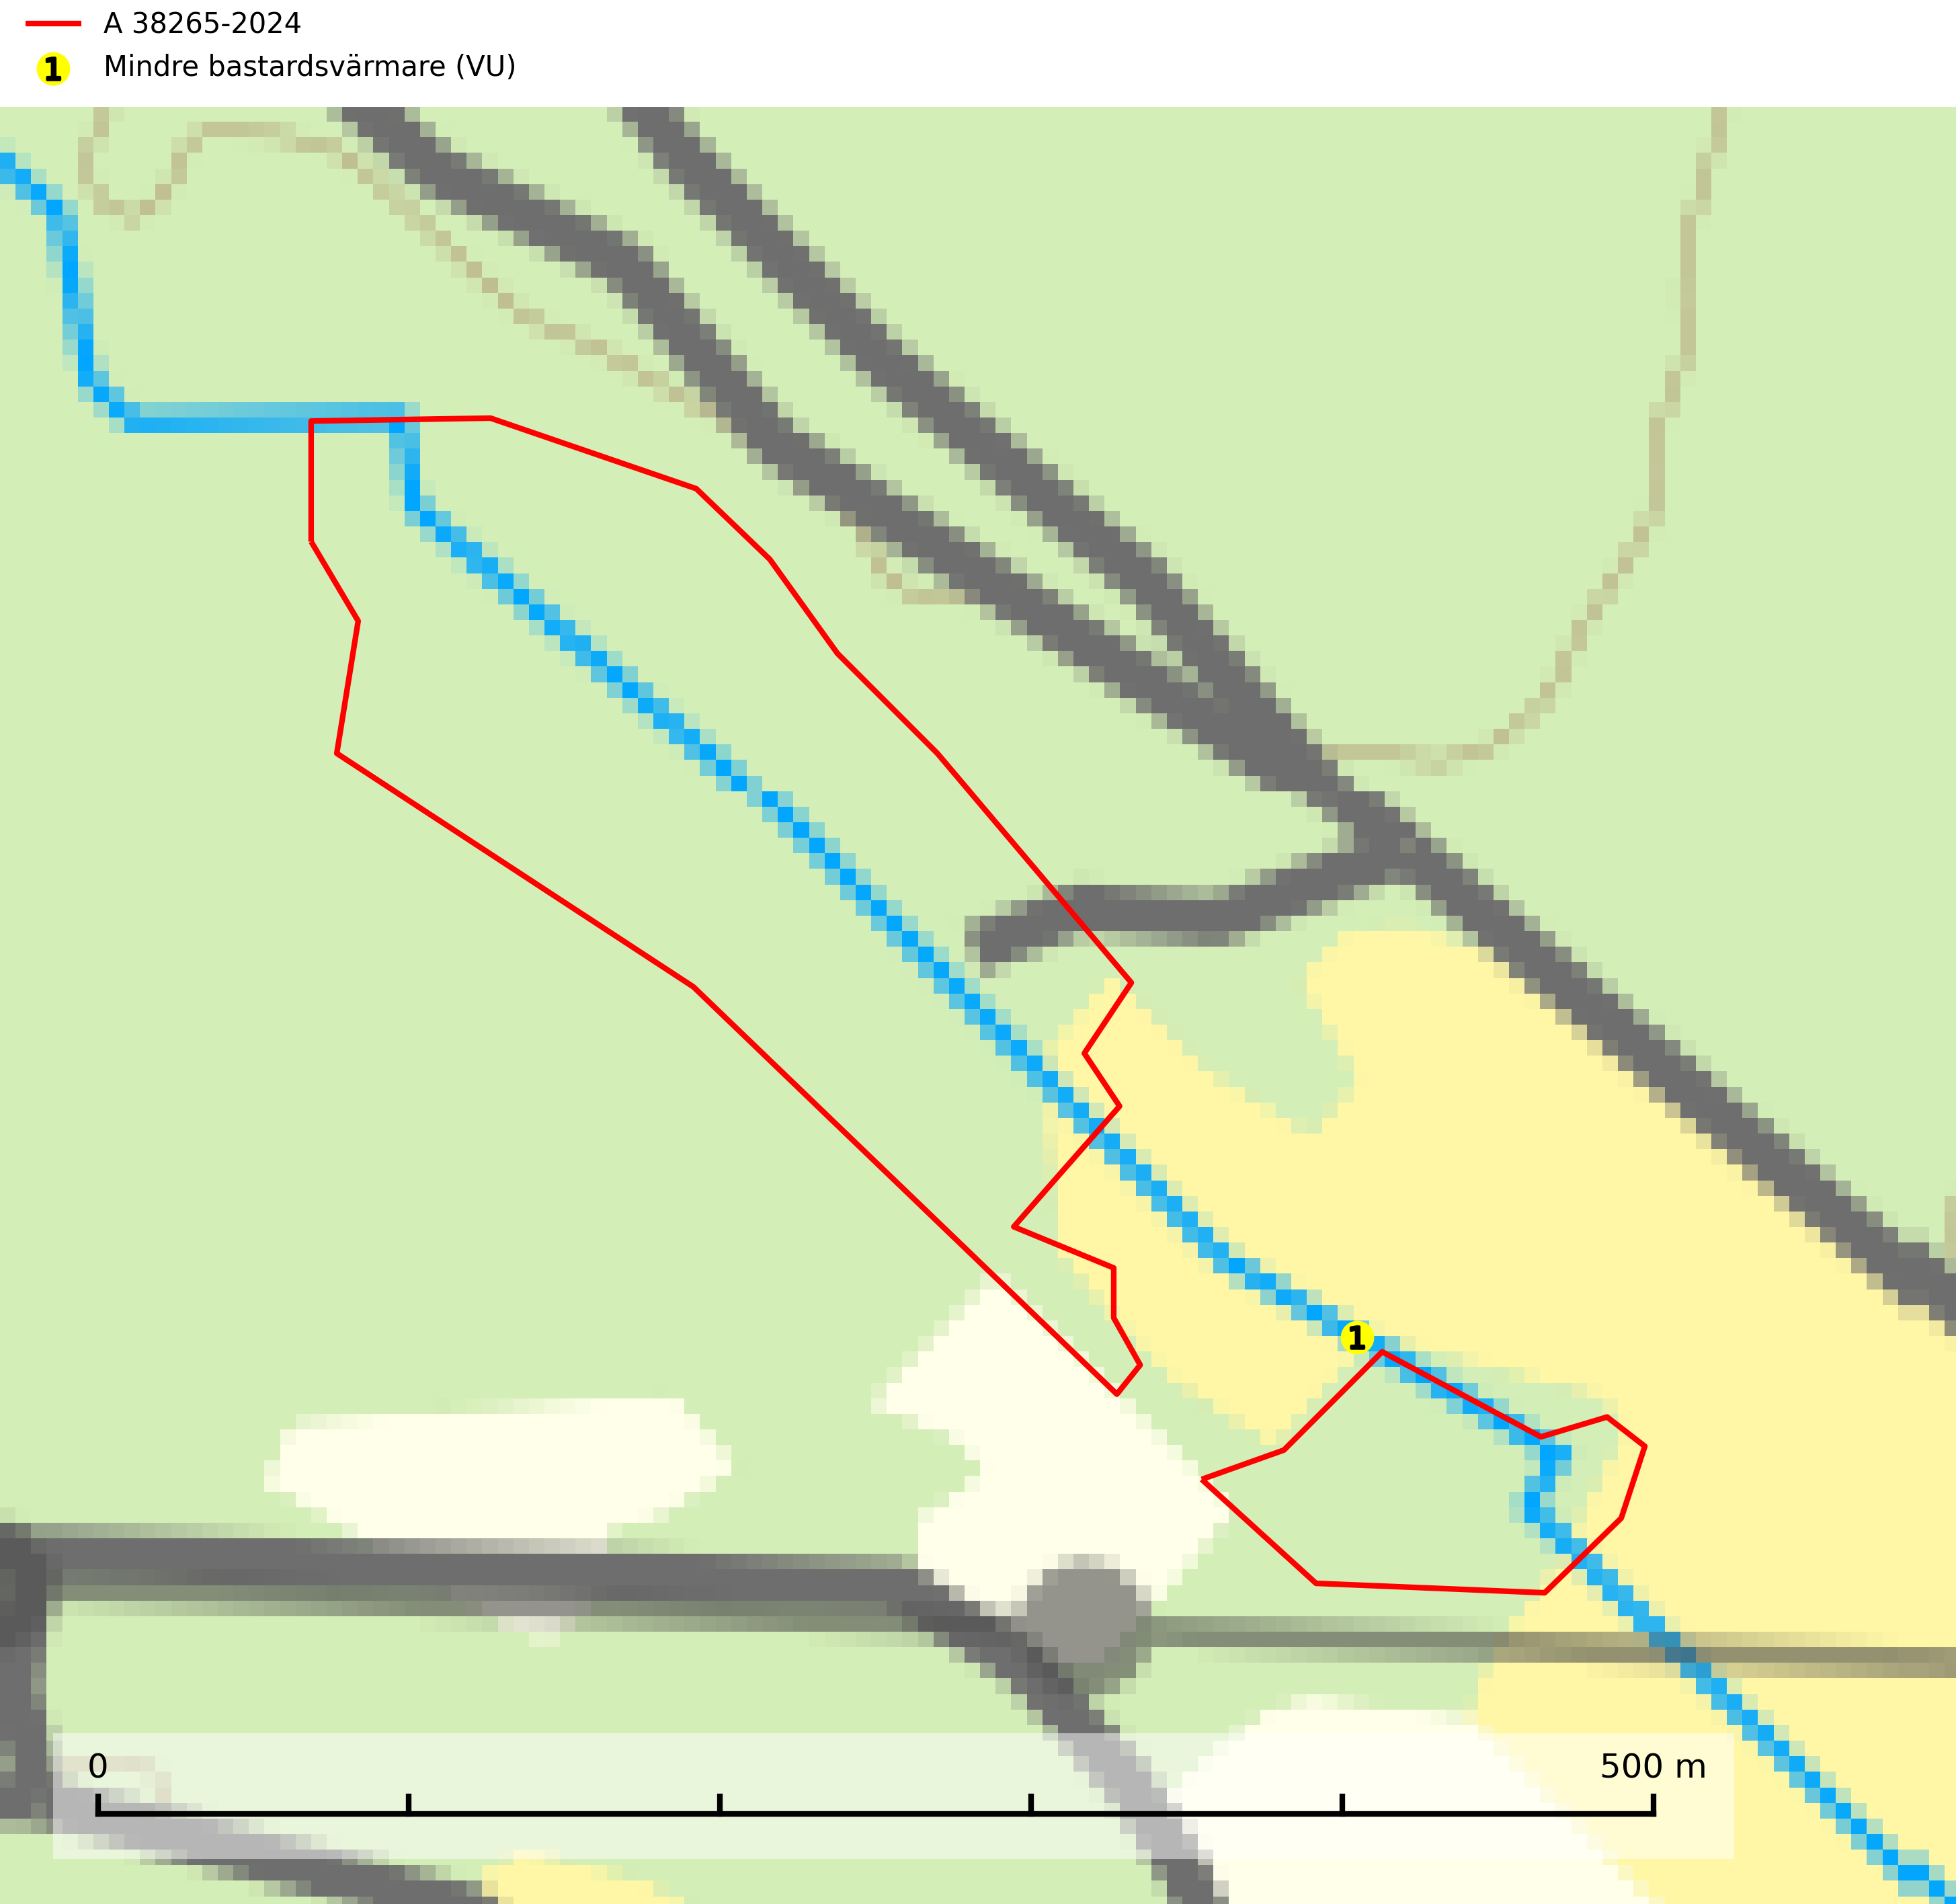 A 38265-2024
1 Mindre bastardsvärmare (VU)
1
0 500 m